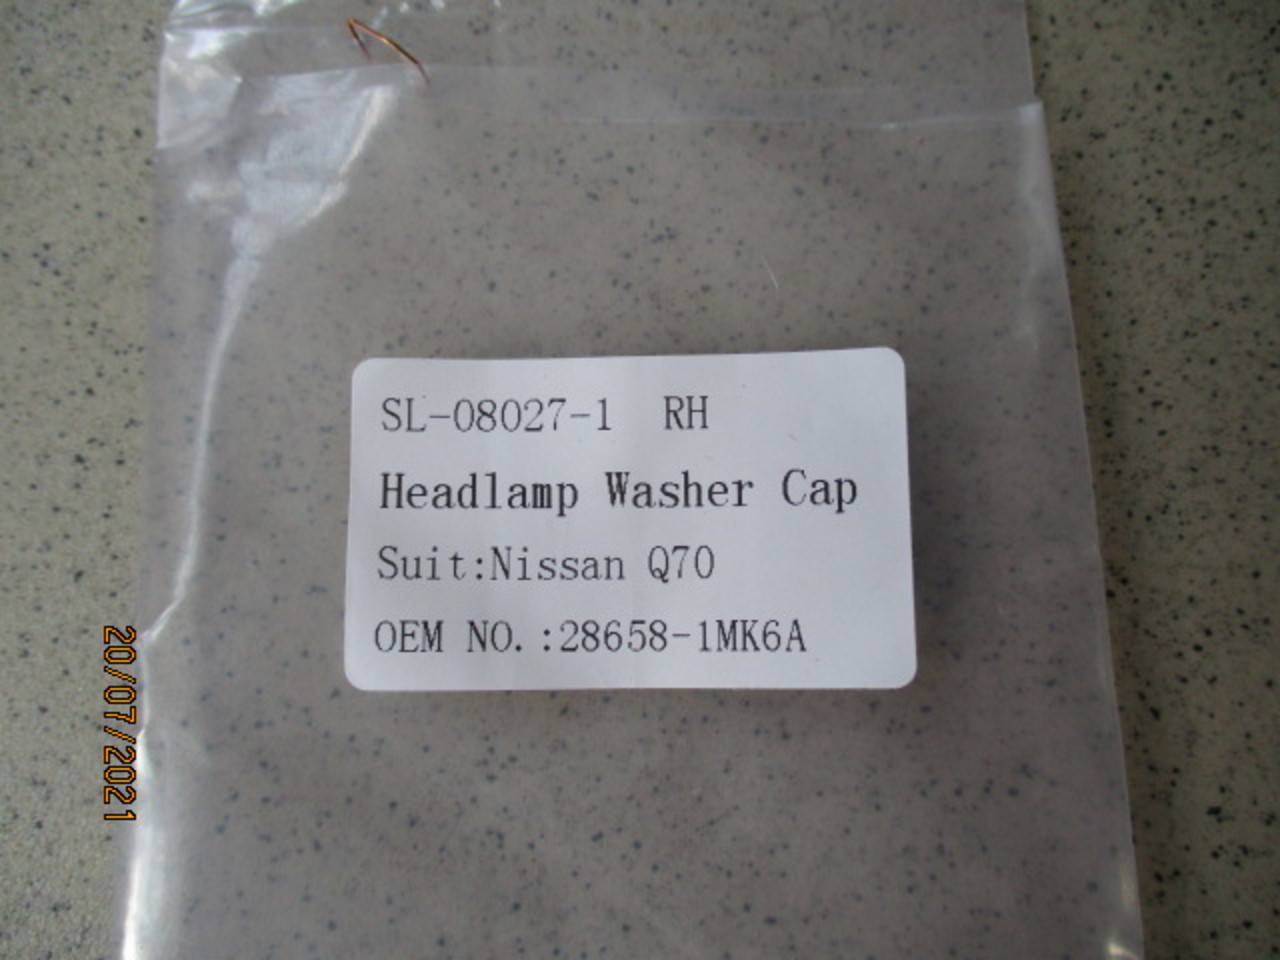 SL-08027-1 RH
Headlamp Washer Cap
Suit:Nissan Q70
OEM NO.:28658-1MK6A
20/07/2021